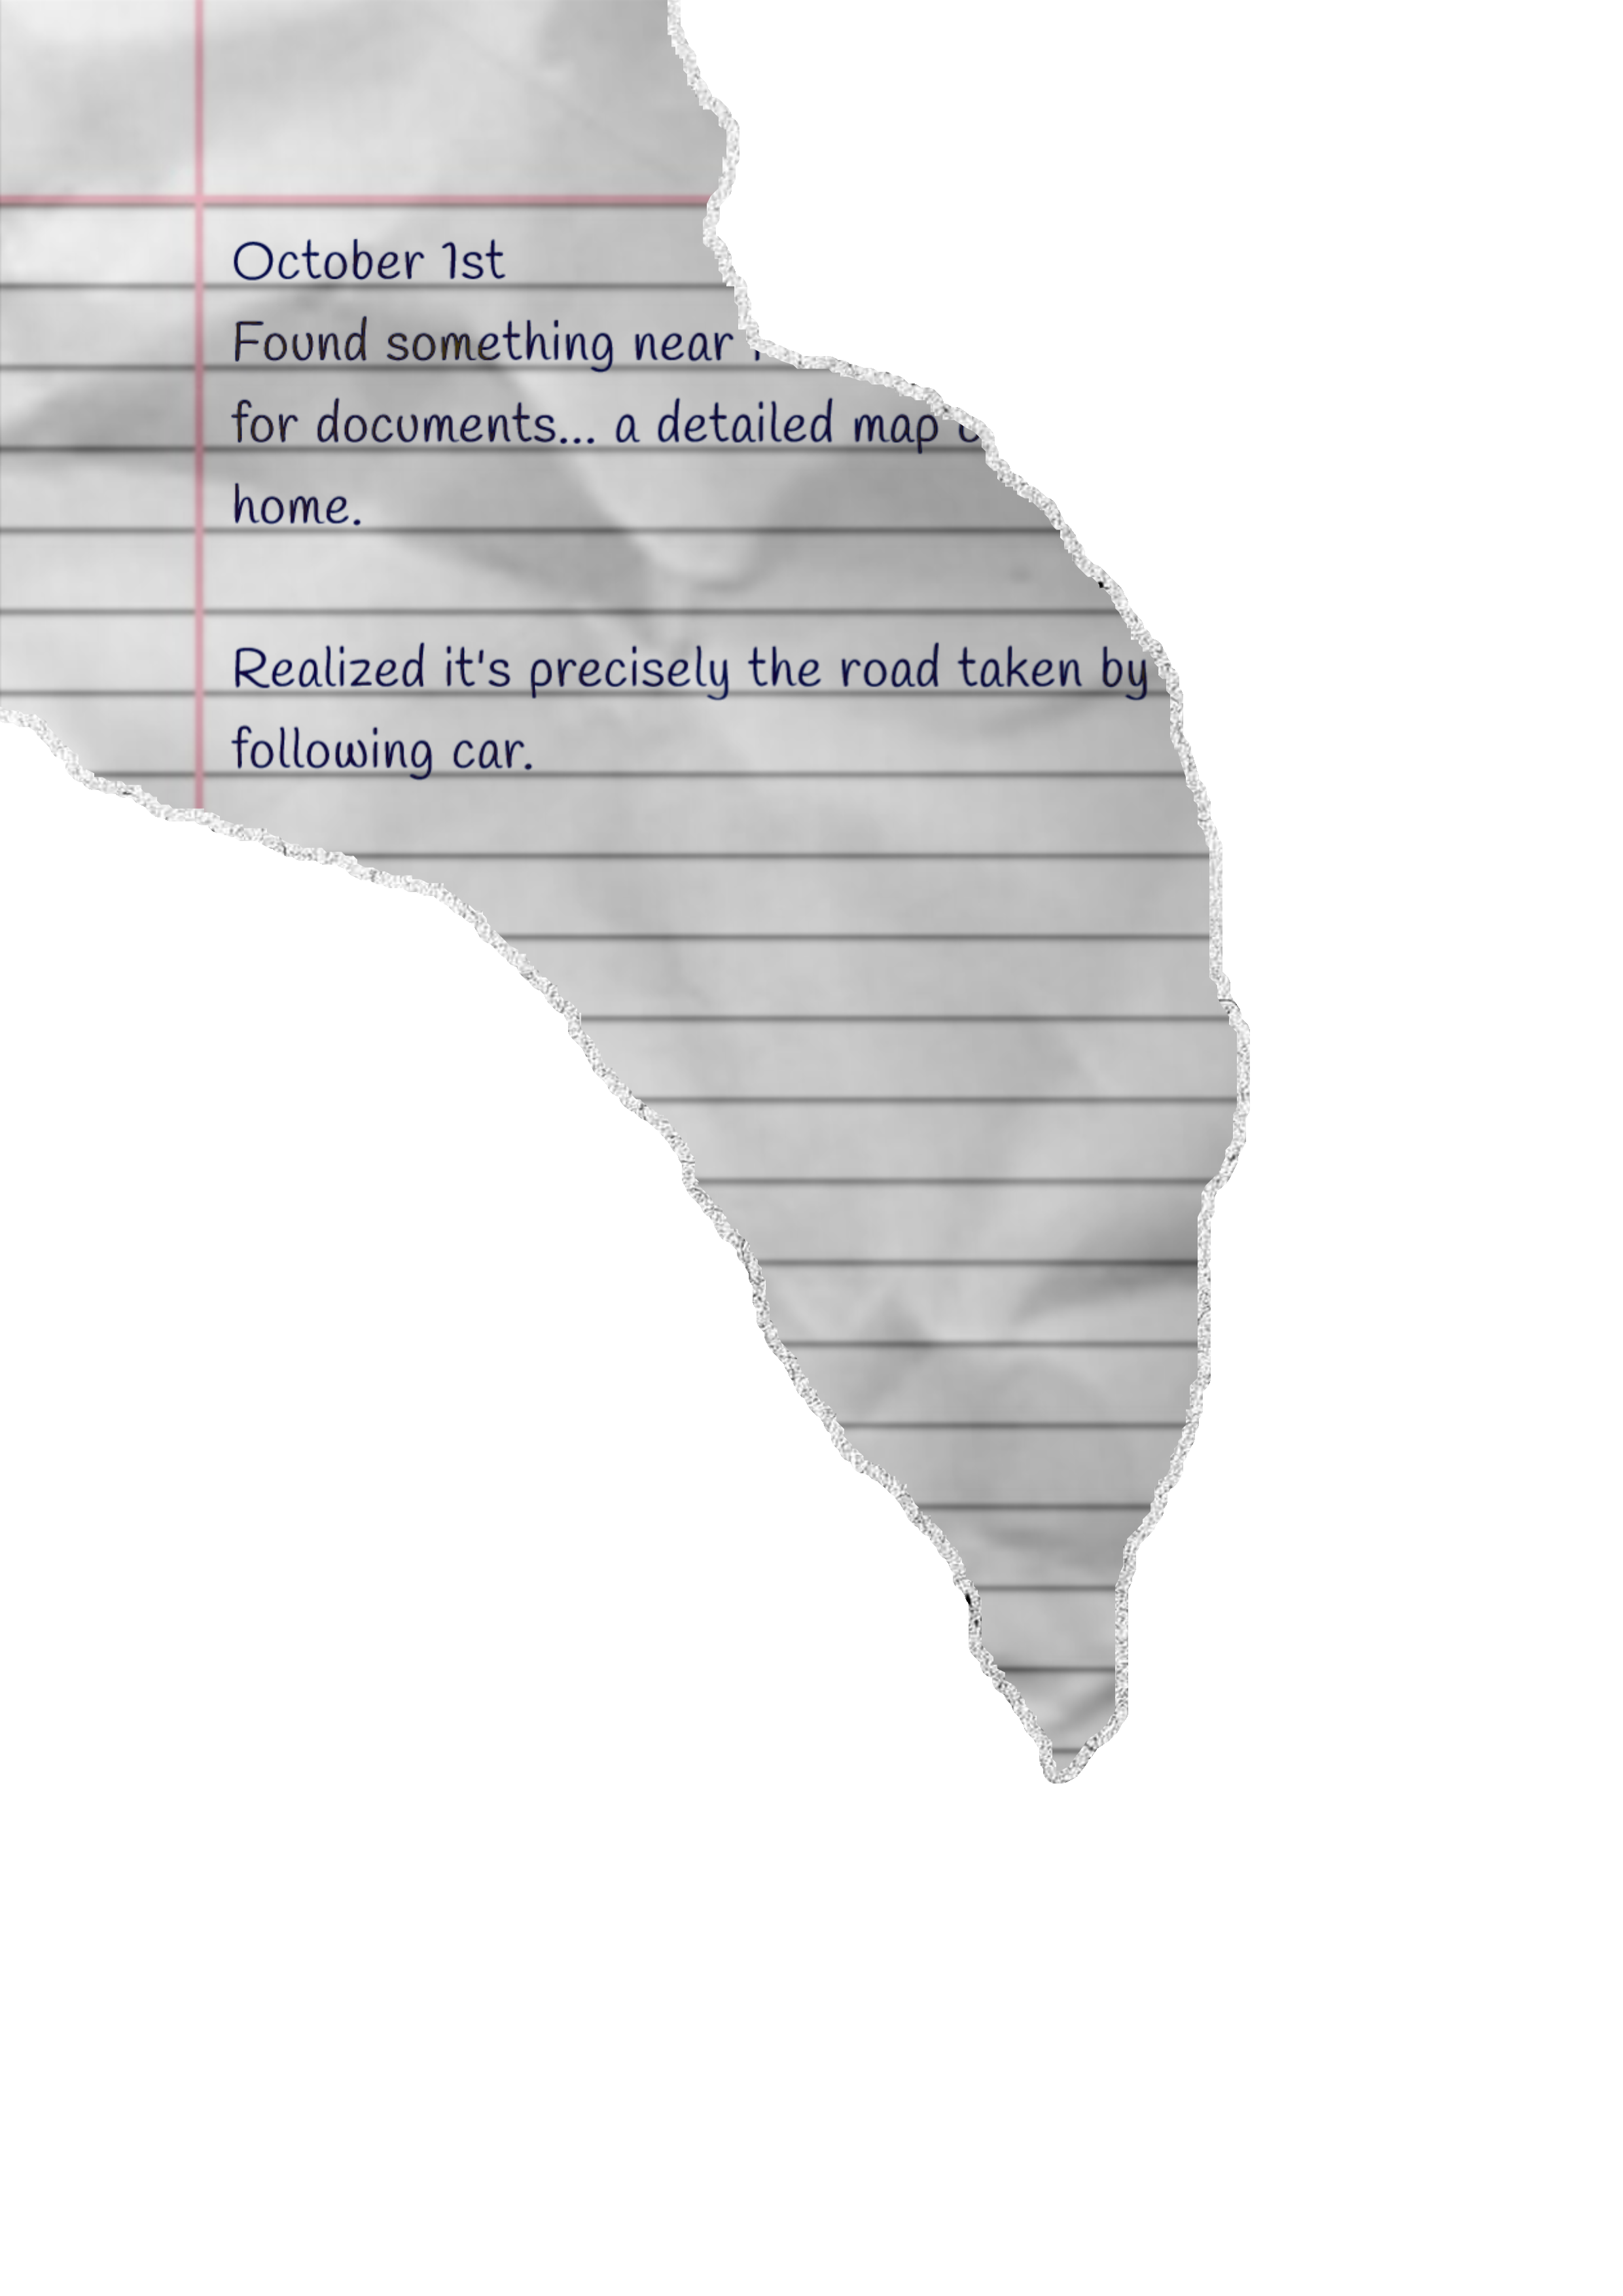 October 1st
Found something near
for documents... a detailed map
home.
Realized it's precisely the road taken by
following car.